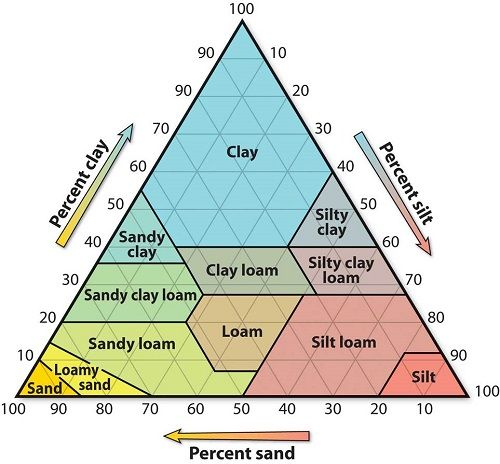 100
90 10
90 20
70 30
Clay
60 40
Percent clay
Percent silt
50 50
Silty
clay
Sandy
clay
40 60
Clay loam
Silty clay
loam
30 70
Sandy clay loam
20 80
Loam
Sandy loam
Silt loam
10 90
Loamy
sand
Sand
Silt
100 90 80 70 60 50 40 30 20 10 100
Percent sand